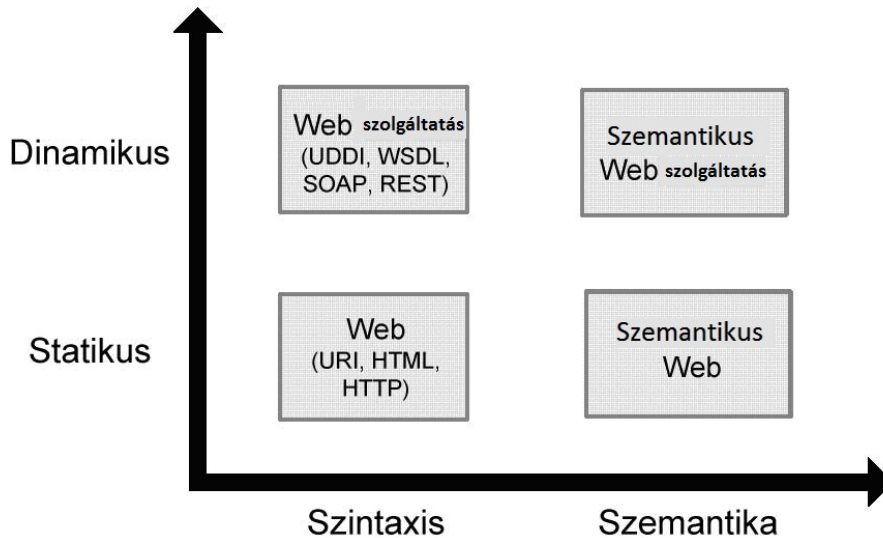 Dinamikus
Web szolgáltatás
(UDDI, WSDL,
SOAP, REST)
Szemantikus
Web szolgáltatás
Statikus
Web
(URI, HTML,
HTTP)
Szemantikus
Web
Szintaxis
Szemantika